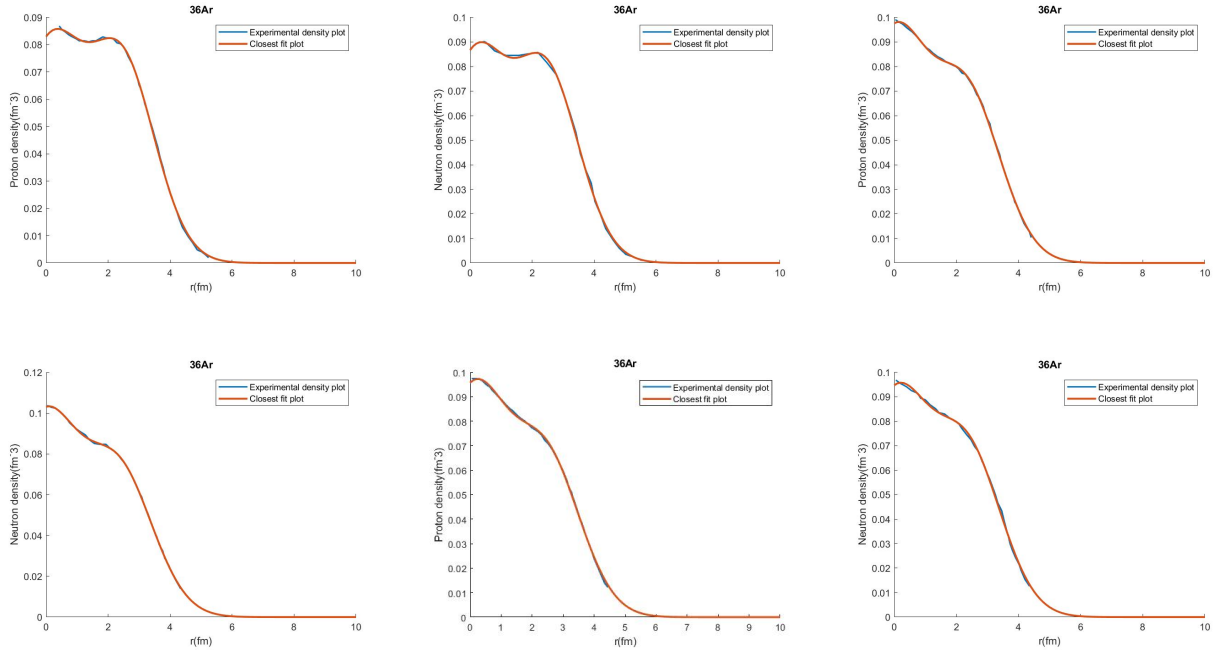 36Ar
Experimental density plot
Closest fit plot
0.09
0.08
0.07
0.06
0.05
0.04
0.03
0.02
0.01
0
Proton density(fm^-3)
0 2 4 6 8 10
r(fm)
36Ar
Experimental density plot
Closest fit plot
0.1
0.09
0.08
0.07
0.06
0.05
0.04
0.03
0.02
0.01
0
Neutron density(fm^-3)
0 2 4 6 8 10
r(fm)
36Ar
Experimental density plot
Closest fit plot
0.1
0.09
0.08
0.07
0.06
0.05
0.04
0.03
0.02
0.01
0
Proton density(fm^-3)
0 2 4 6 8 10
r(fm)
36Ar
Experimental density plot
Closest fit plot
0.12
0.1
0.08
0.06
0.04
0.02
0
Neutron density(fm^-3)
0 2 4 6 8 10
r(fm)
36Ar
Experimental density plot
Closest fit plot
0.1
0.09
0.08
0.07
0.06
0.05
0.04
0.03
0.02
0.01
0
Proton density(fm^-3)
0 1 2 3 4 5 6 7 8 9 10
r(fm)
36Ar
Experimental density plot
Closest fit plot
0.1
0.09
0.08
0.07
0.06
0.05
0.04
0.03
0.02
0.01
0
Neutron density(fm^-3)
0 2 4 6 8 10
r(fm)